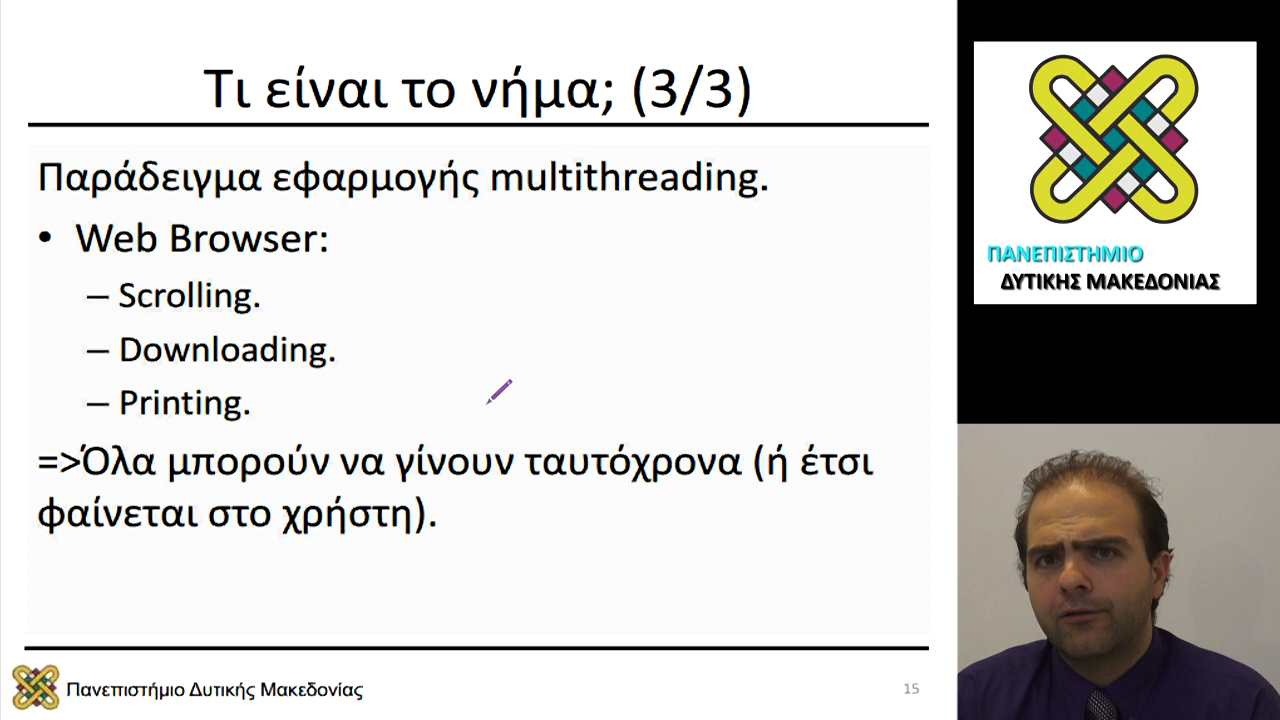 Τι είναι το νήμα; (3/3)
Παράδειγμα εφαρμογής multithreading.
• Web Browser:
– Scrolling.
– Downloading.
– Printing.
=>Όλα μπορούν να γίνουν ταυτόχρονα (ή έτσι
φαίνεται στο χρήστη).
Πανεπιστήμιο Δυτικής Μακεδονίας
15
ΠΑΝΕΠΙΣΤΗΜΙΟ
ΔΥΤΙΚΗΣ ΜΑΚΕΔΟΝΙΑΣ